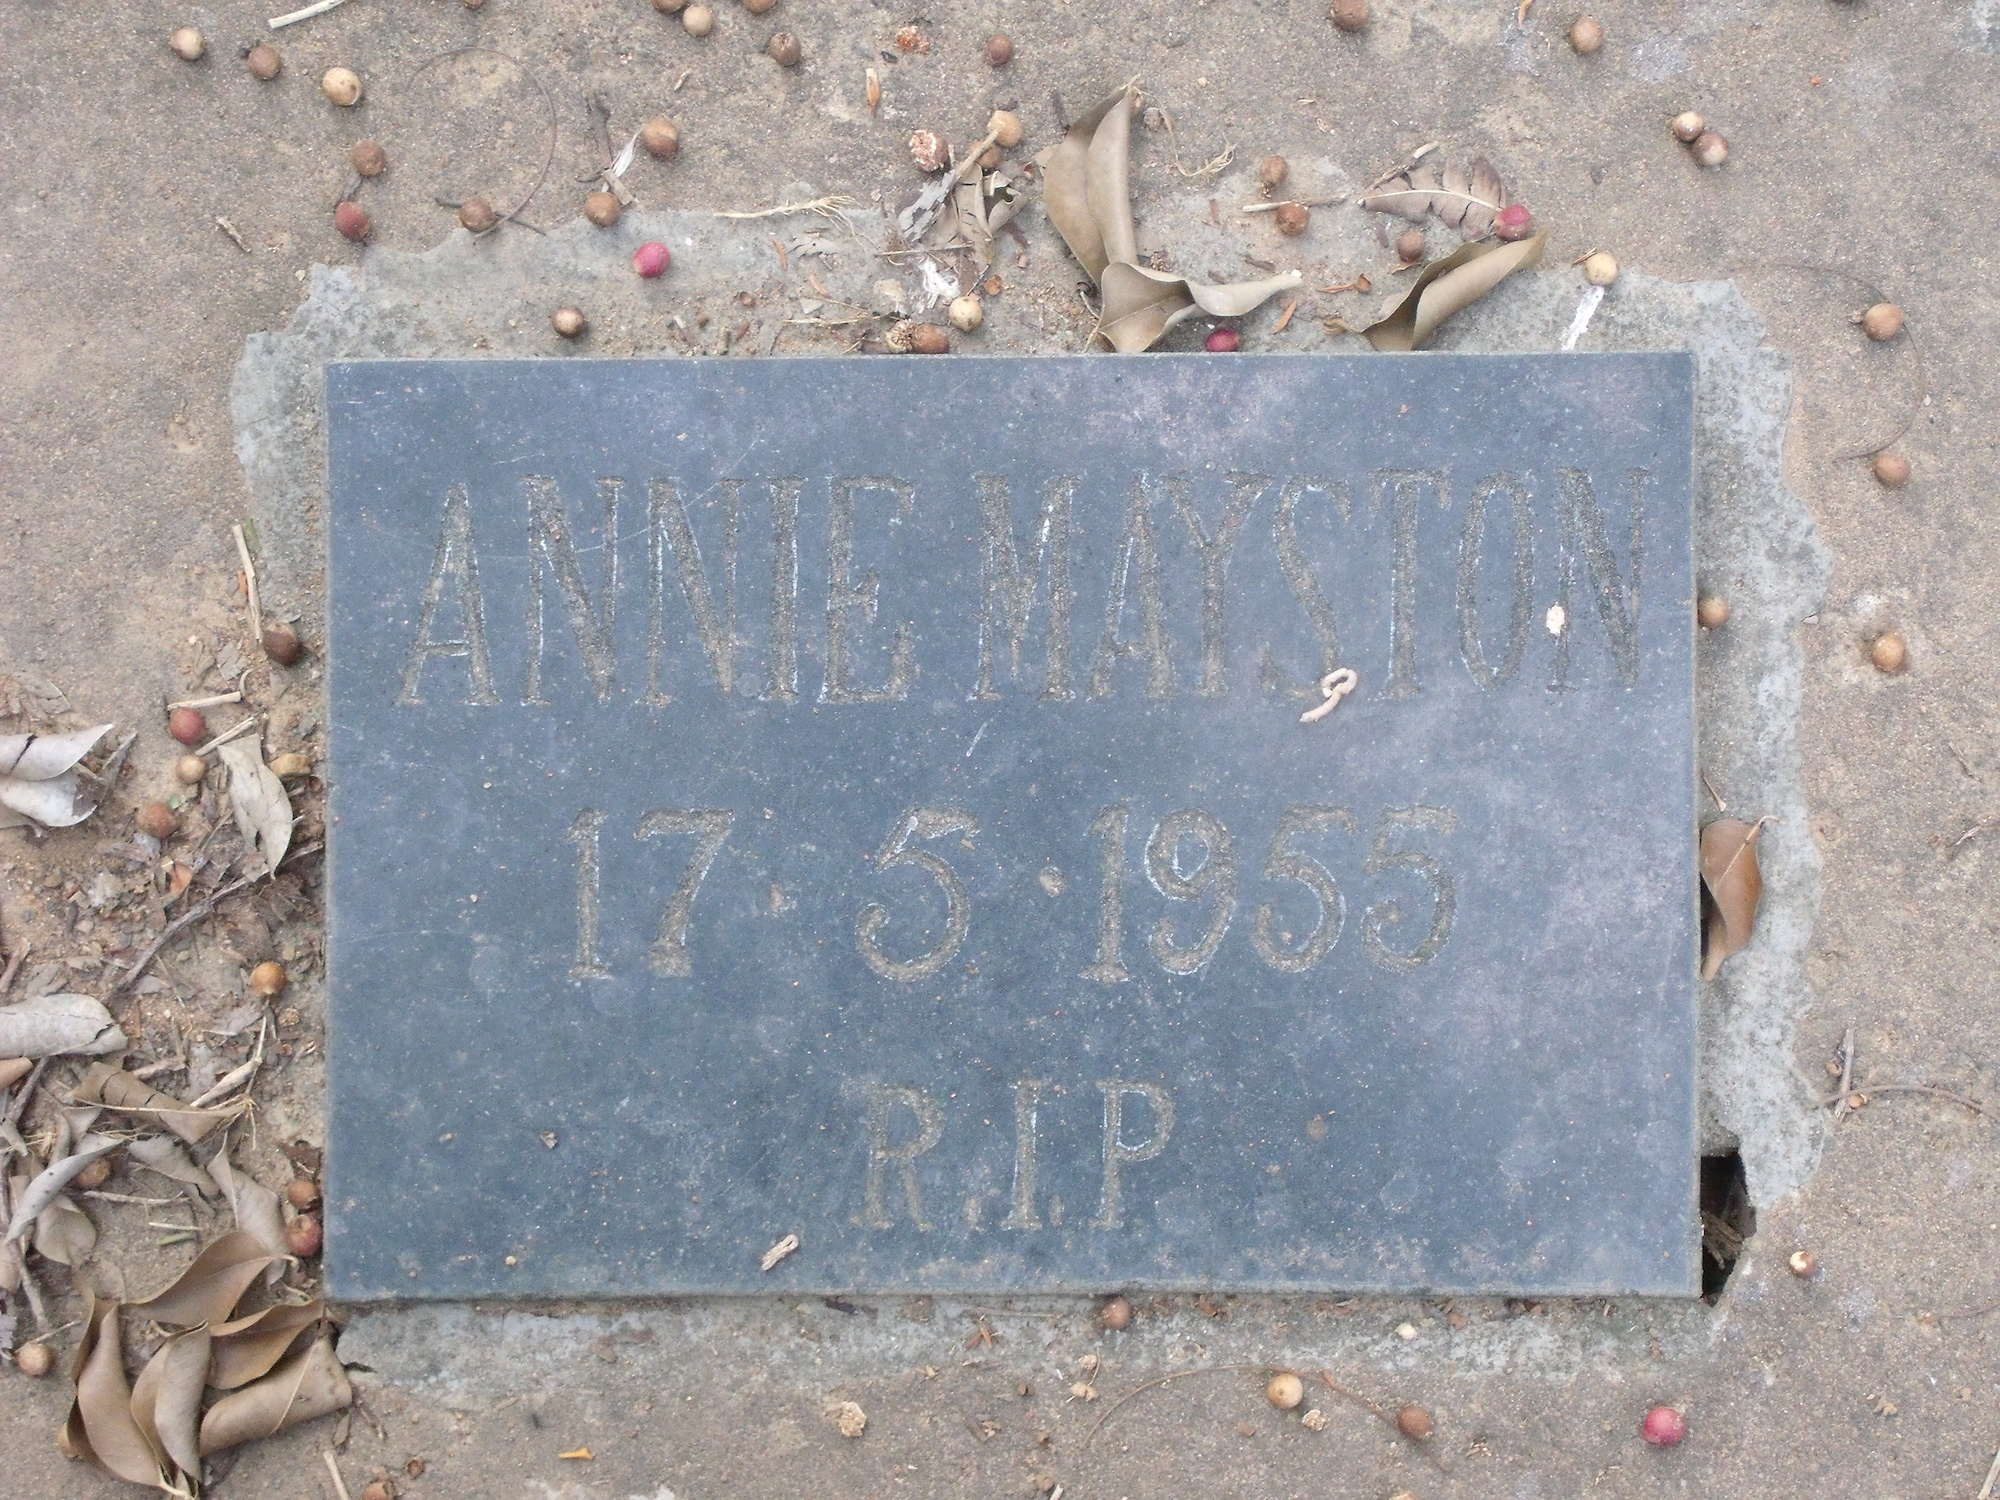 ANNIE MAYSTON
17 · 5 · 1955
R.I.P